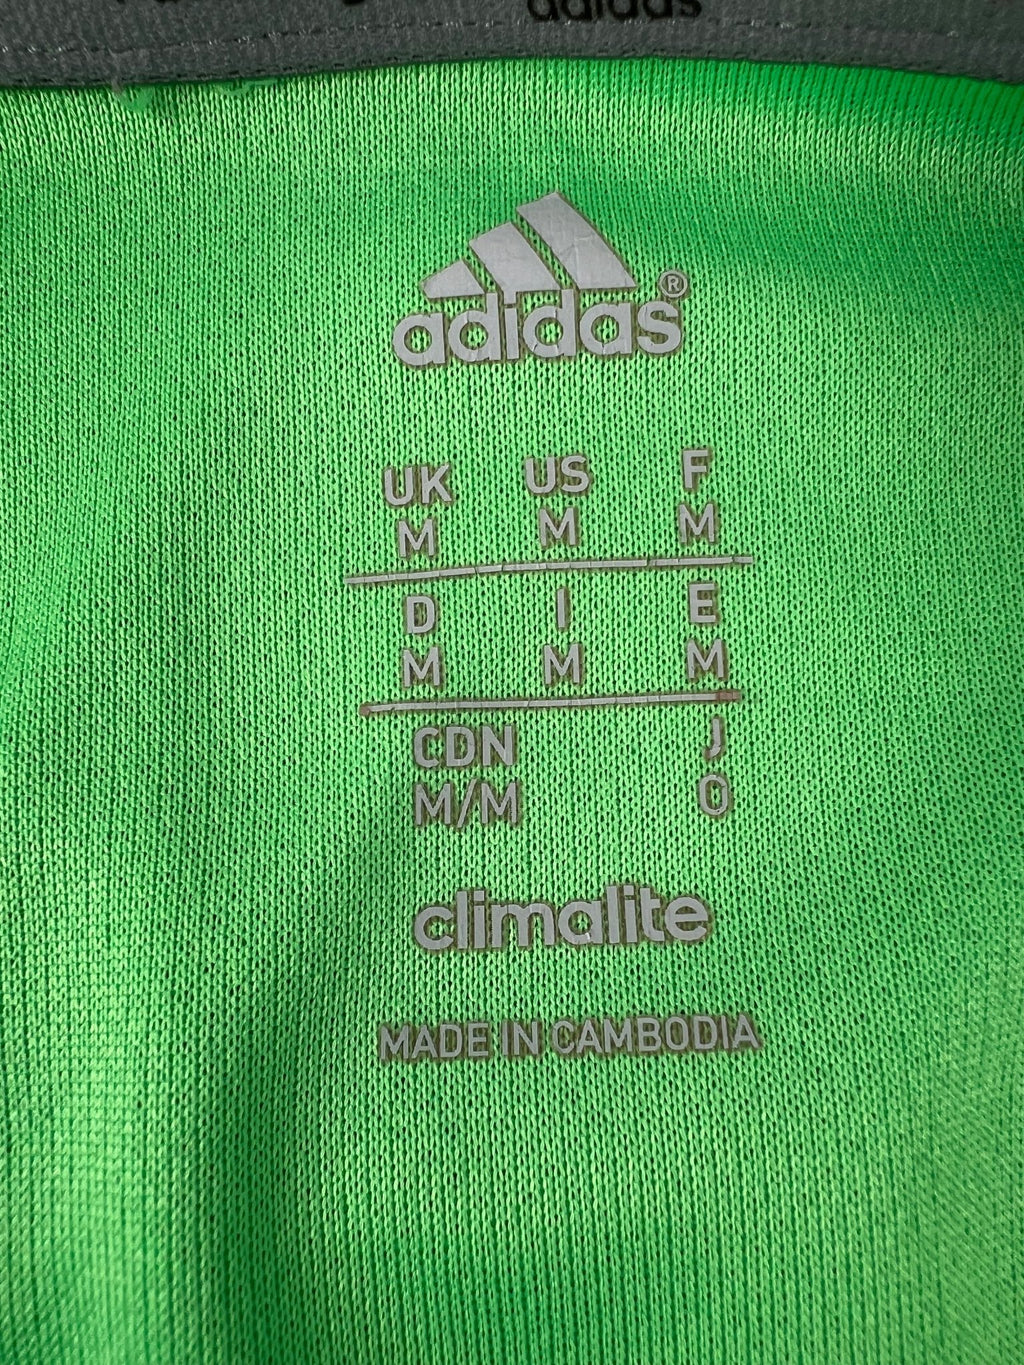 adidas
adidas®
UK US F
M M M
D I E
M M M
CDN J
M/M O
climalite
MADE IN CAMBODIA